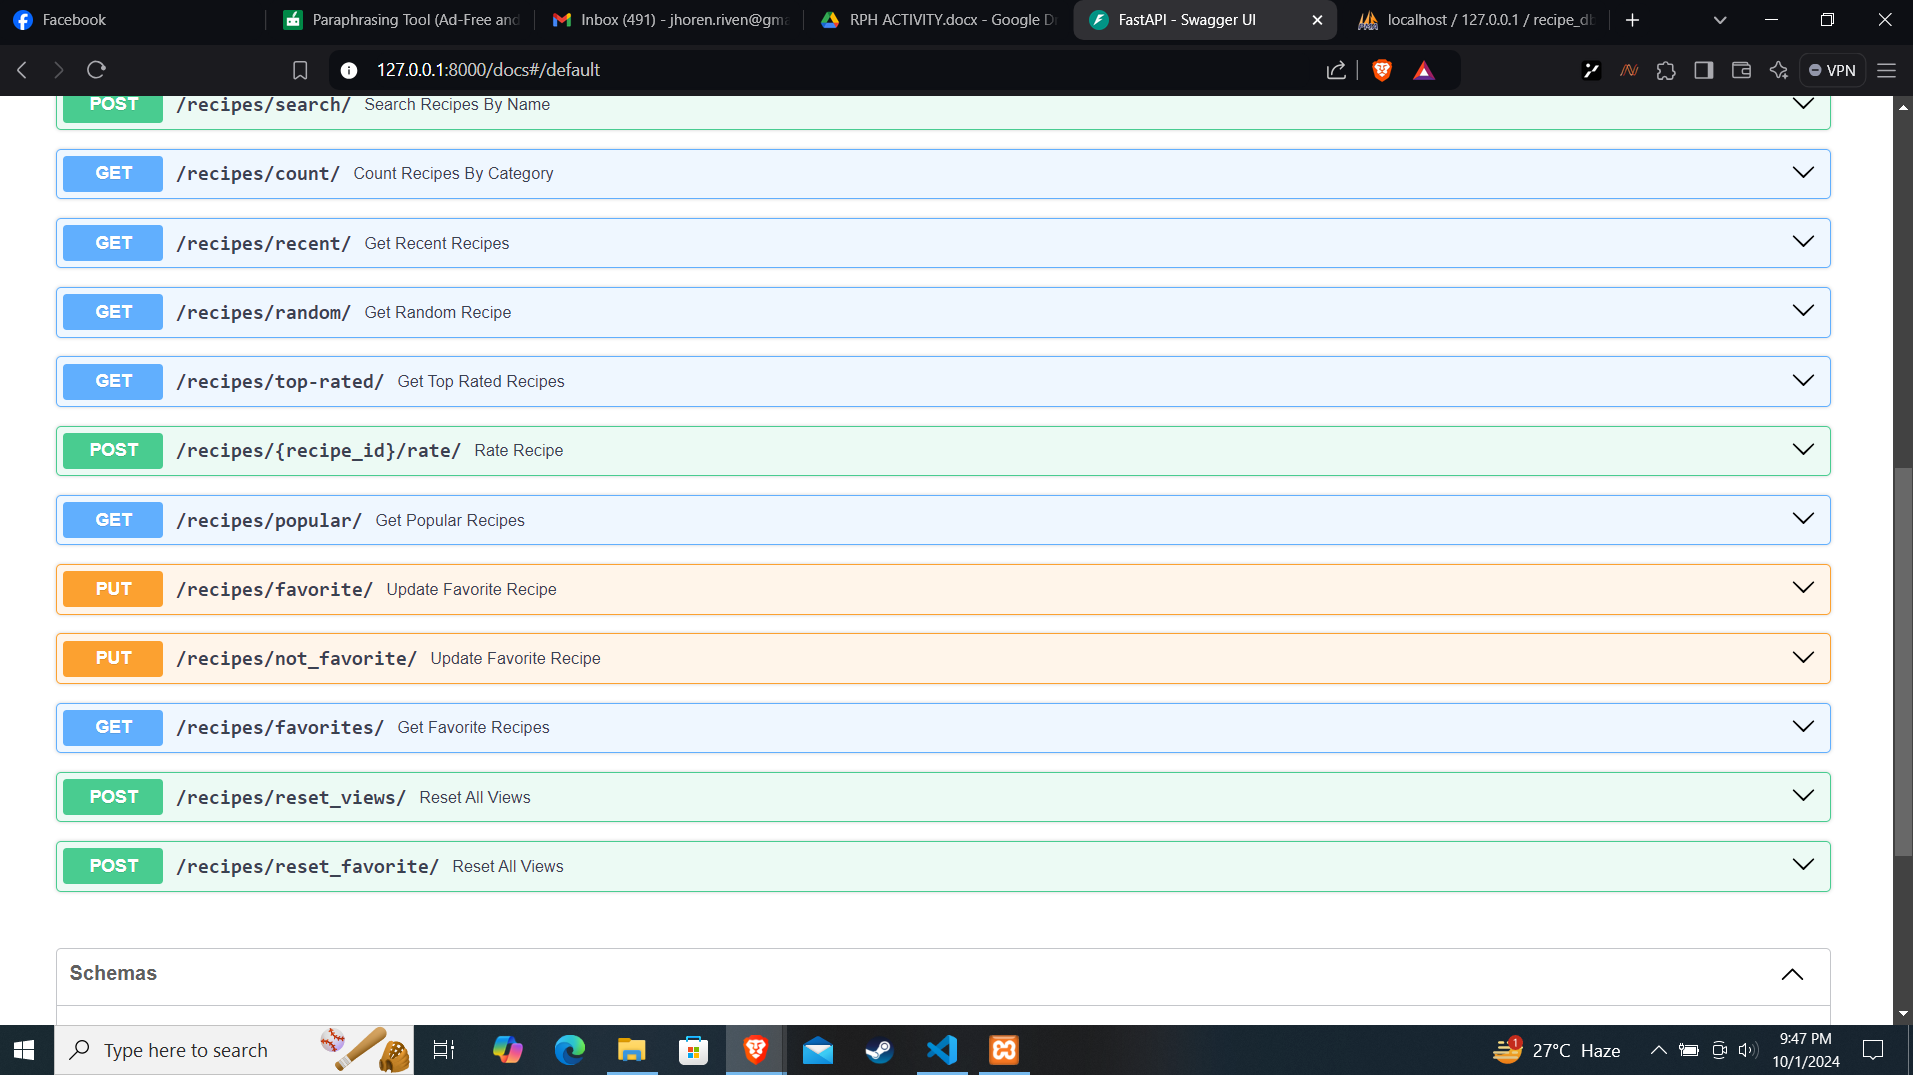 Facebook
Paraphrasing Tool (Ad-Free and
Inbox (491) - jhoren.riven@gma
RPH ACTIVITY.docx - Google Dr
FastAPI - Swagger UI
localhost / 127.0.0.1 / recipe_db
127.0.0.1:8000/docs#/default
VPN
POST /recipes/search/ Search Recipes By Name
GET /recipes/count/ Count Recipes By Category
GET /recipes/recent/ Get Recent Recipes
GET /recipes/random/ Get Random Recipe
GET /recipes/top-rated/ Get Top Rated Recipes
POST /recipes/{recipe_id}/rate/ Rate Recipe
GET /recipes/popular/ Get Popular Recipes
PUT /recipes/favorite/ Update Favorite Recipe
PUT /recipes/not_favorite/ Update Favorite Recipe
GET /recipes/favorites/ Get Favorite Recipes
POST /recipes/reset_views/ Reset All Views
POST /recipes/reset_favorite/ Reset All Views
Schemas
Type here to search
1
27°C Haze
9:47 PM
10/1/2024